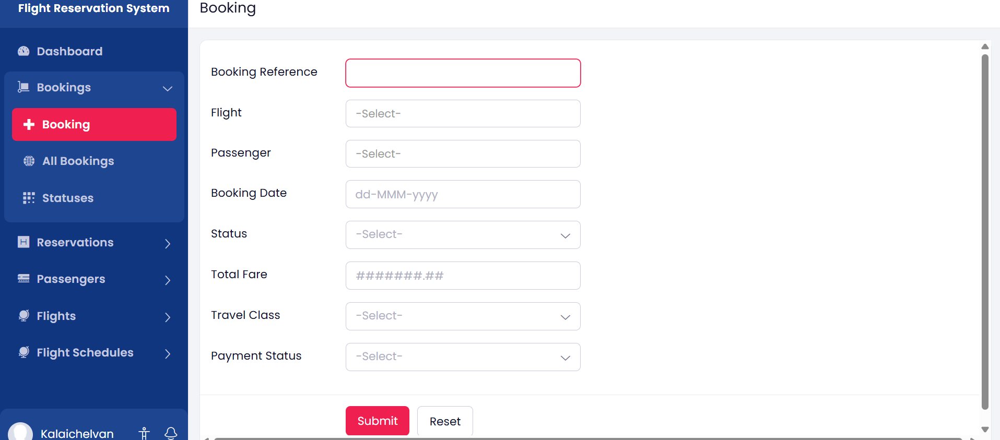 Flight Reservation System
Booking
Dashboard
Bookings
Booking
All Bookings
Statuses
Reservations
Passengers
Flights
Flight Schedules
Kalaichelvan
Booking Reference
Flight
-Select-
Passenger
-Select-
Booking Date
dd-MMM-yyyy
Status
-Select-
Total Fare
#######.##
Travel Class
-Select-
Payment Status
-Select-
Submit
Reset